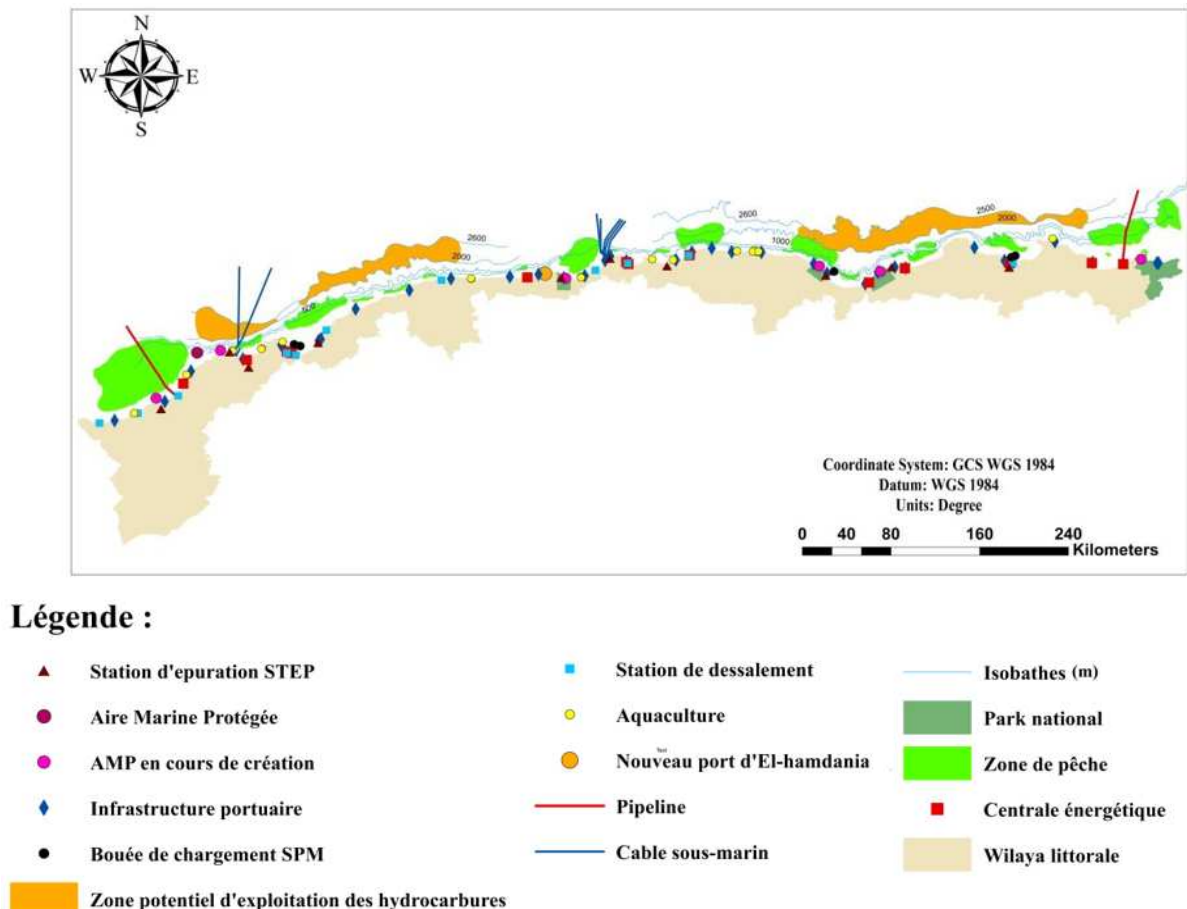 N
W E
S
2600
2000
500
2600
1000
2500
2000
Coordinate System: GCS WGS 1984
Datum: WGS 1984
Units: Degree
0 40 80 160 240
Kilometers
Légende :
Station d'epuration STEP
Aire Marine Protégée
AMP en cours de création
Infrastructure portuaire
Bouée de chargement SPM
Zone potentiel d'exploitation des hydrocarbures
Station de dessalement
Aquaculture
Text
Nouveau port d'El-hamdania
Pipeline
Cable sous-marin
Isobathes (m)
Park national
Zone de pêche
Centrale énergétique
Wilaya littorale